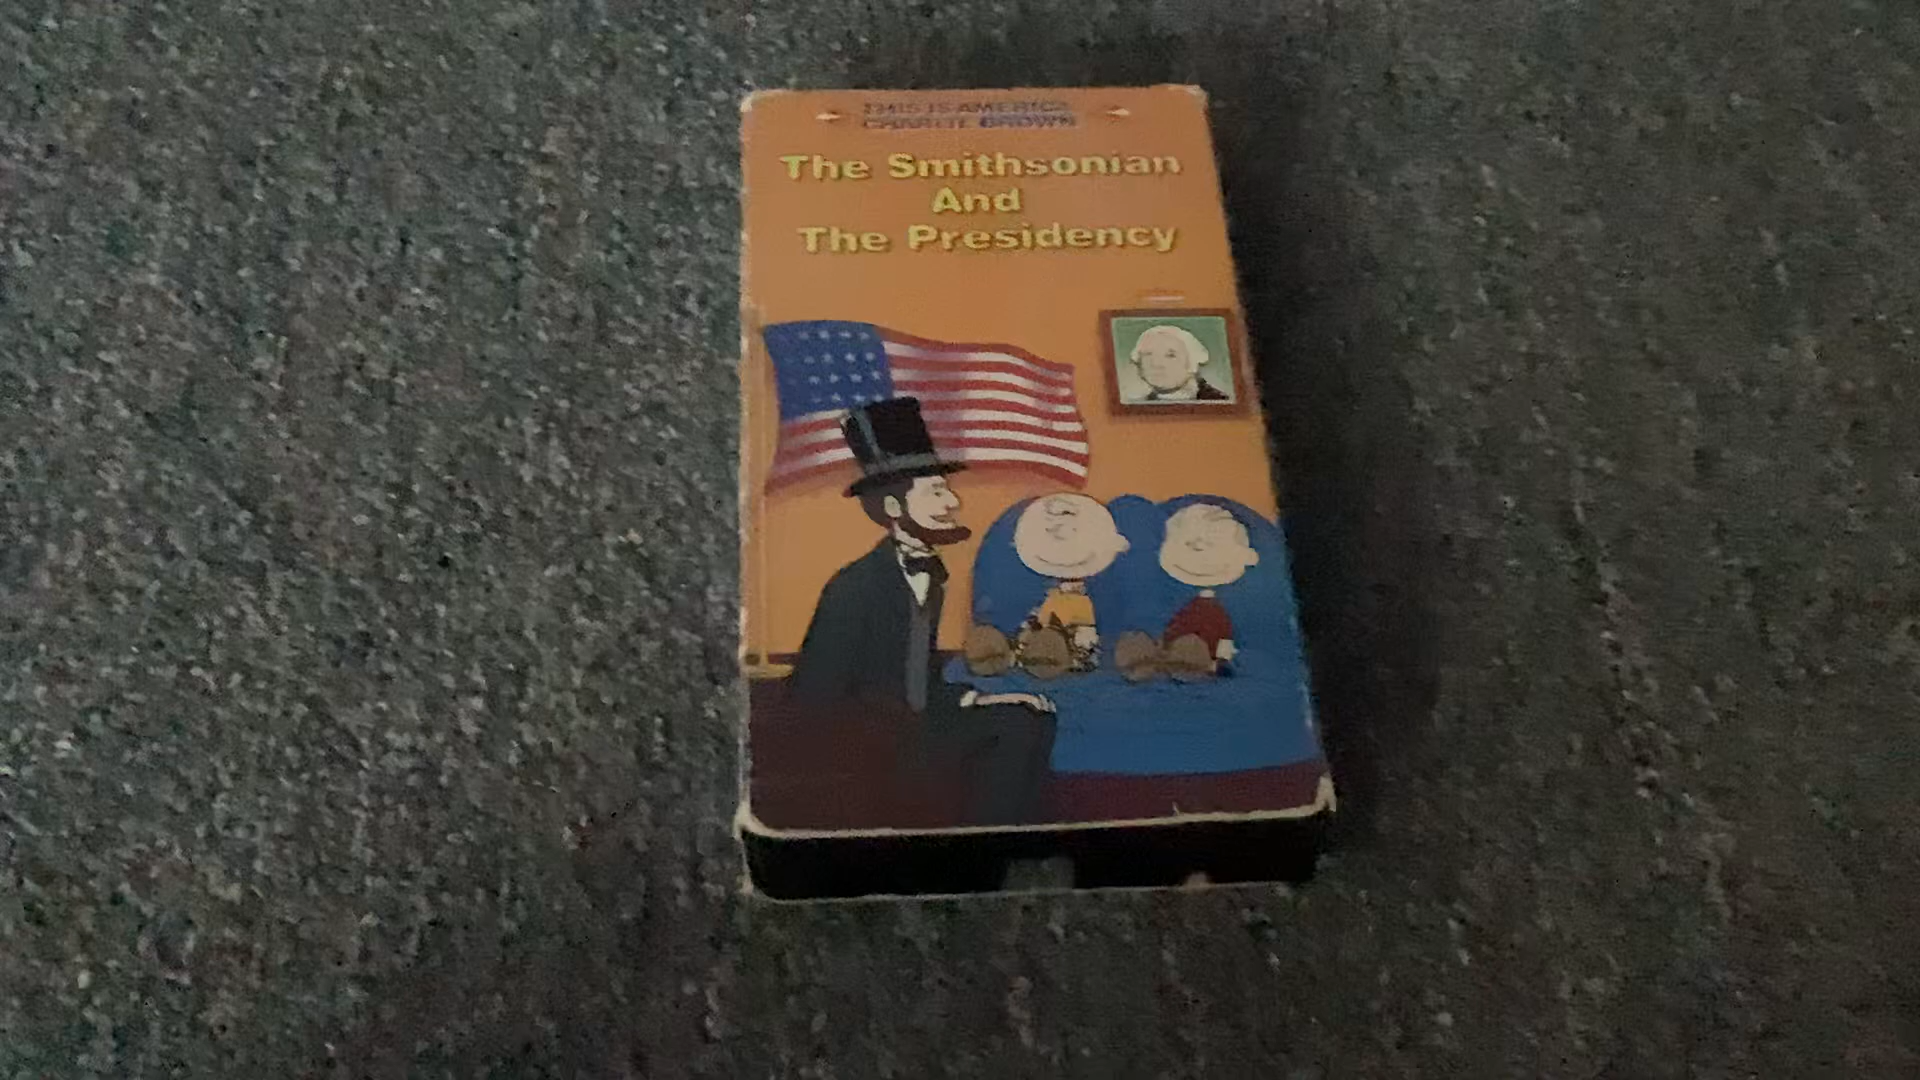 THIS IS AMERICA
CHARLIE BROWN
The Smithsonian
And
The Presidency